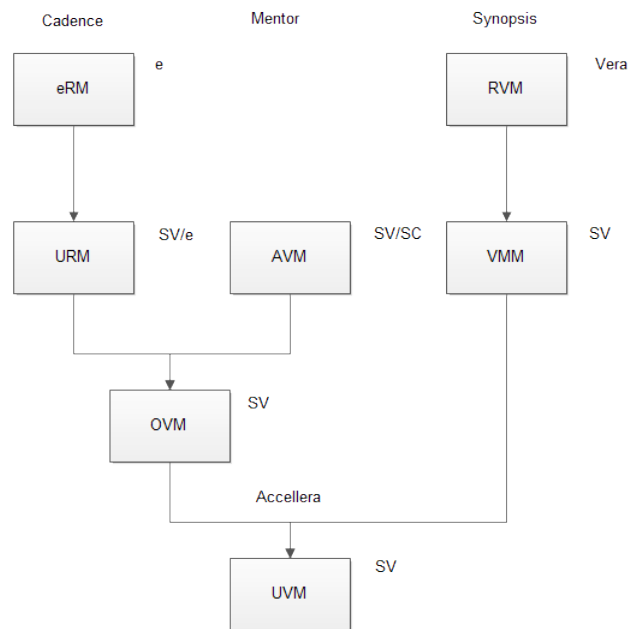 Cadence
Mentor
Synopsis
eRM
e
RVM
Vera
URM
SV/e
AVM
SV/SC
VMM
SV
OVM
SV
Accellera
UVM
SV